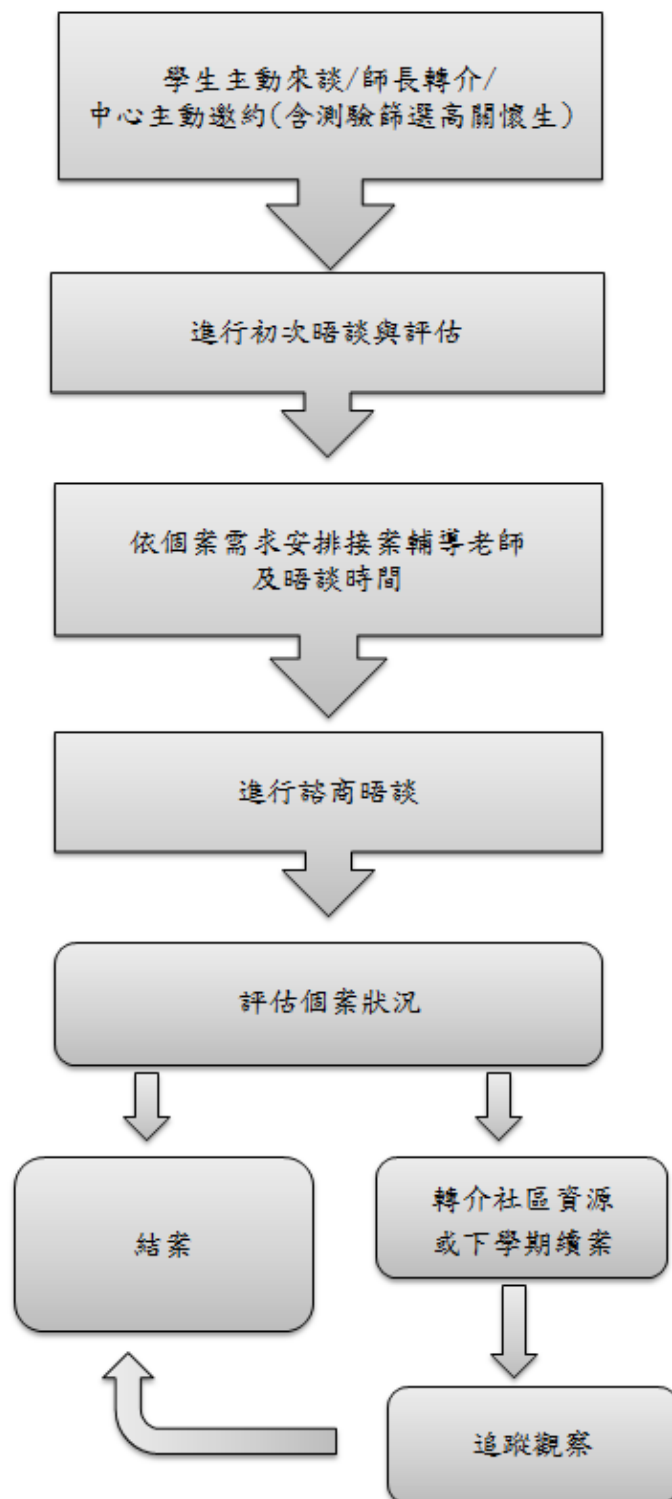 學生主動來談/師長轉介/
中心主動邀約(含測驗篩選高關懷生)
進行初次晤談與評估
依個案需求安排接案輔導老師
及晤談時間
進行諮商晤談
評估個案狀況
結案
轉介社區資源
或下學期續案
追蹤觀察